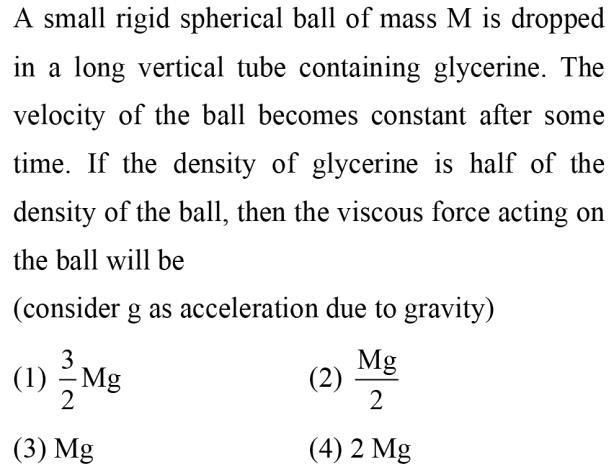 A small rigid spherical ball of mass M is dropped
in a long vertical tube containing glycerine. The
velocity of the ball becomes constant after some
time. If the density of glycerine is half of the
density of the ball, then the viscous force acting on
the ball will be
(consider g as acceleration due to gravity)
(1) 3/2 Mg (2) Mg/2
(3) Mg (4) 2 Mg